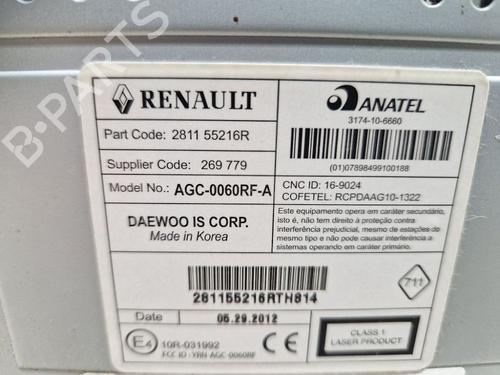 RENAULT
Part Code: 2811 55216R
Supplier Code: 269 779
Model No.: AGC-0060RF-A
DAEWOO IS CORP.
Made in Korea
ANATEL
3174-10-6660
(01)07898499100188
CNC ID: 16-9024
COFETEL: RCPDAAG10-1322
Este equipamento opera em caráter secundário,
isto é, não tem direito à proteção contra
interferência prejudicial, mesmo de estações do
mesmo tipo e não pode causar interferência a
sistemas operando em caráter primário.
281155216RTH814
711
Date
05.29.2012
E4
10R-031992
FCC ID : YRN-AGC-0060RF
CE
CLASS 1
LASER PRODUCT
B-PARTS